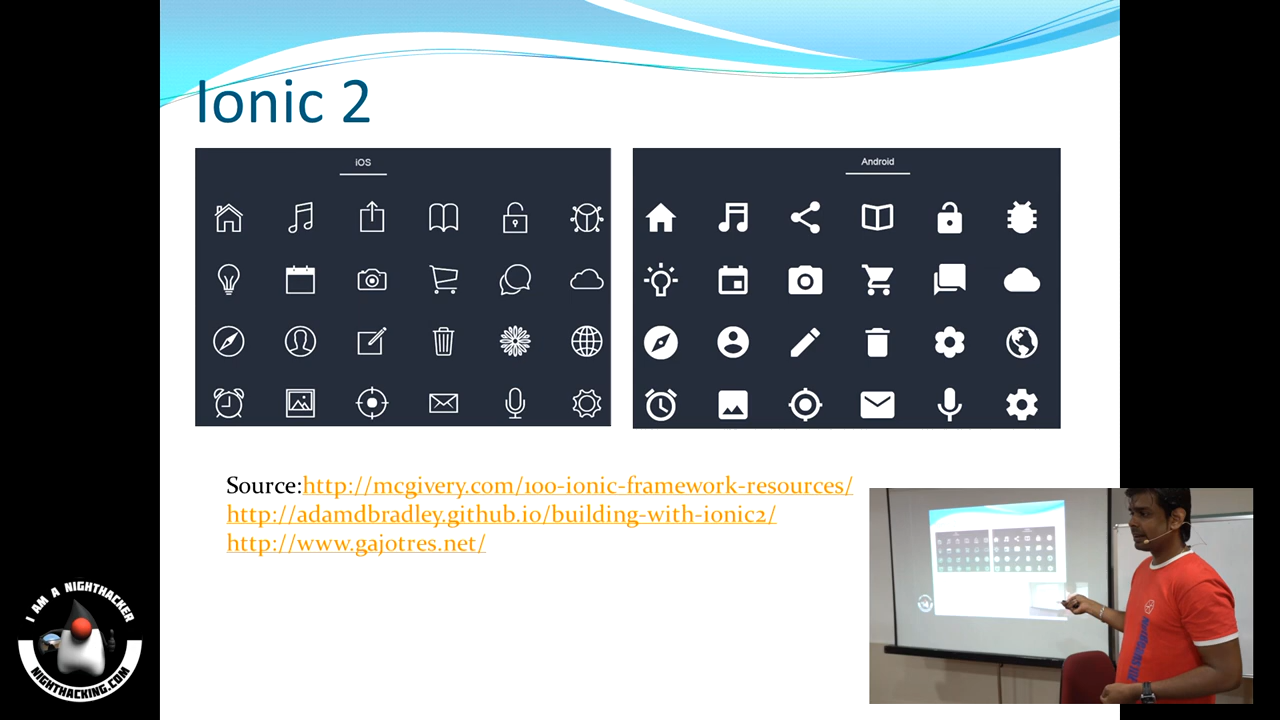 Ionic 2
iOS
Android
Source:http://mcgivery.com/100-ionic-framework-resources/
http://adamdbradley.github.io/building-with-ionic2/
http://www.gajotres.net/
I AM A NIGHTHACKER
NIGHTHACKING.COM